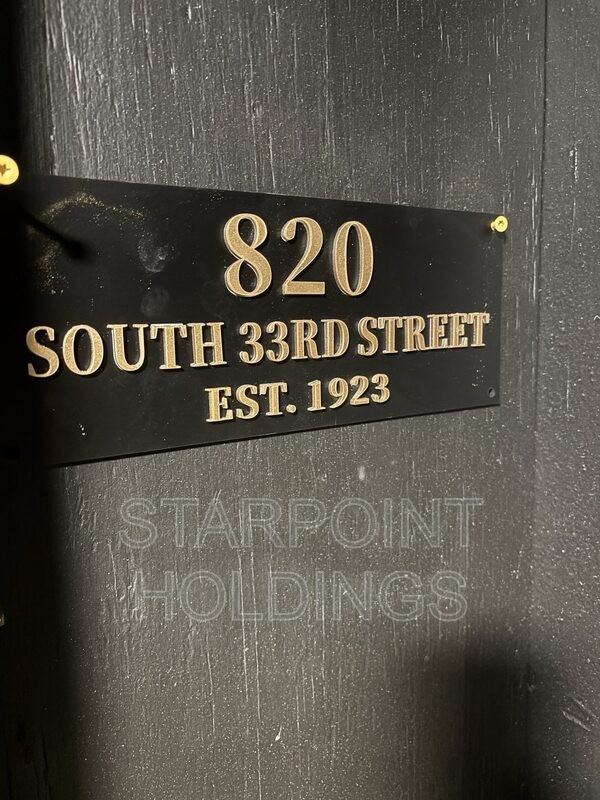 820
SOUTH 33RD STREET
EST. 1923
STARPOINT
HOLDINGS